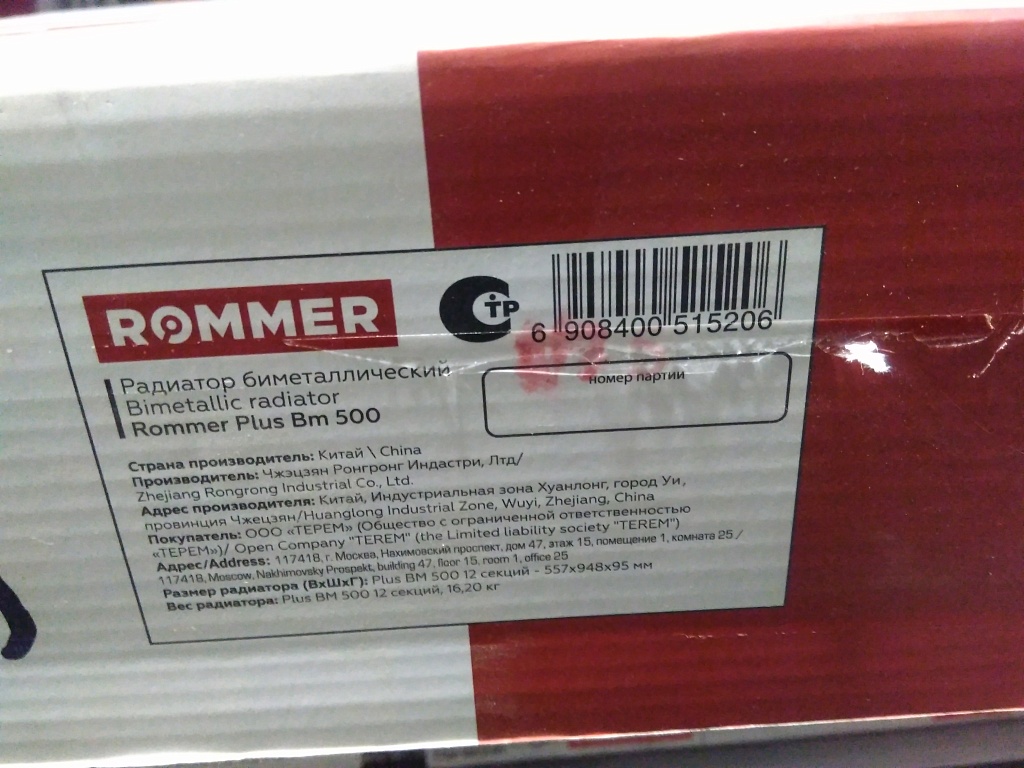 ROMMER
ТР
6 908400 515206
номер партии
Радиатор биметаллический
Bimetallic radiator
Rommer Plus Bm 500
Страна производитель: Китай \ China
Производитель: Чжэцзян Ронгронг Индастри, Лтд/
Zhejiang Rongrong Industrial Co., Ltd.
Адрес производителя: Китай, Индустриальная зона Хуанлонг, город Уи,
провинция Чжецзян/Huanglong Industrial Zone, Wuyi, Zhejiang, China
Покупатель: ООО «ТЕРЕМ» (Общество с ограниченной ответственностью
«ТЕРЕМ»)/ Open Company "TEREM" (the Limited liability society "TEREM")
Адрес/Address: 117418, г. Москва, Нахимовский проспект, дом 47, этаж 15, помещение 1, комната 25 /
117418, Moscow, Nakhimovsky Prospekt, building 47, floor 15. room 1, office 25
Размер радиатора (ВхШхГ): Plus BM 500 12 секций - 557х948х95 мм
Вес радиатора: Plus BM 500 12 секций, 16,20 кг